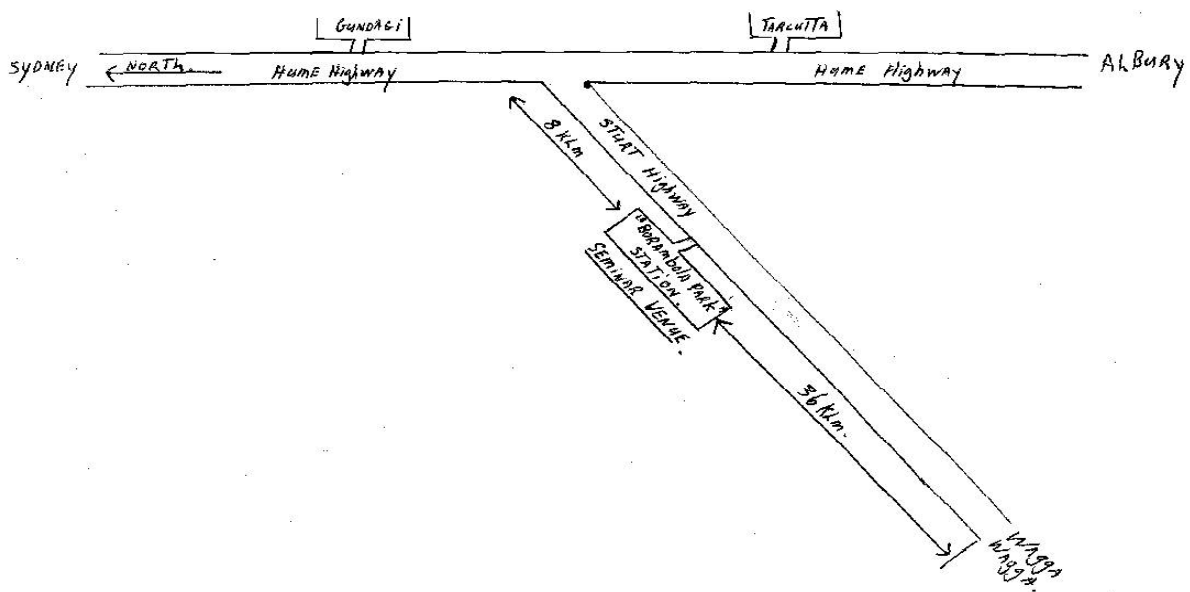 GUNDAGI
TARCUTTA
SYDNEY
NORTH.
Hume Highway
Hume Highway
ALBURY
8 KLm
STURT Highway
"BORAMBOLA PARK"
STATION.
SEMINAR VENUE.
36 KLm.
WAGGA
WAGGA.